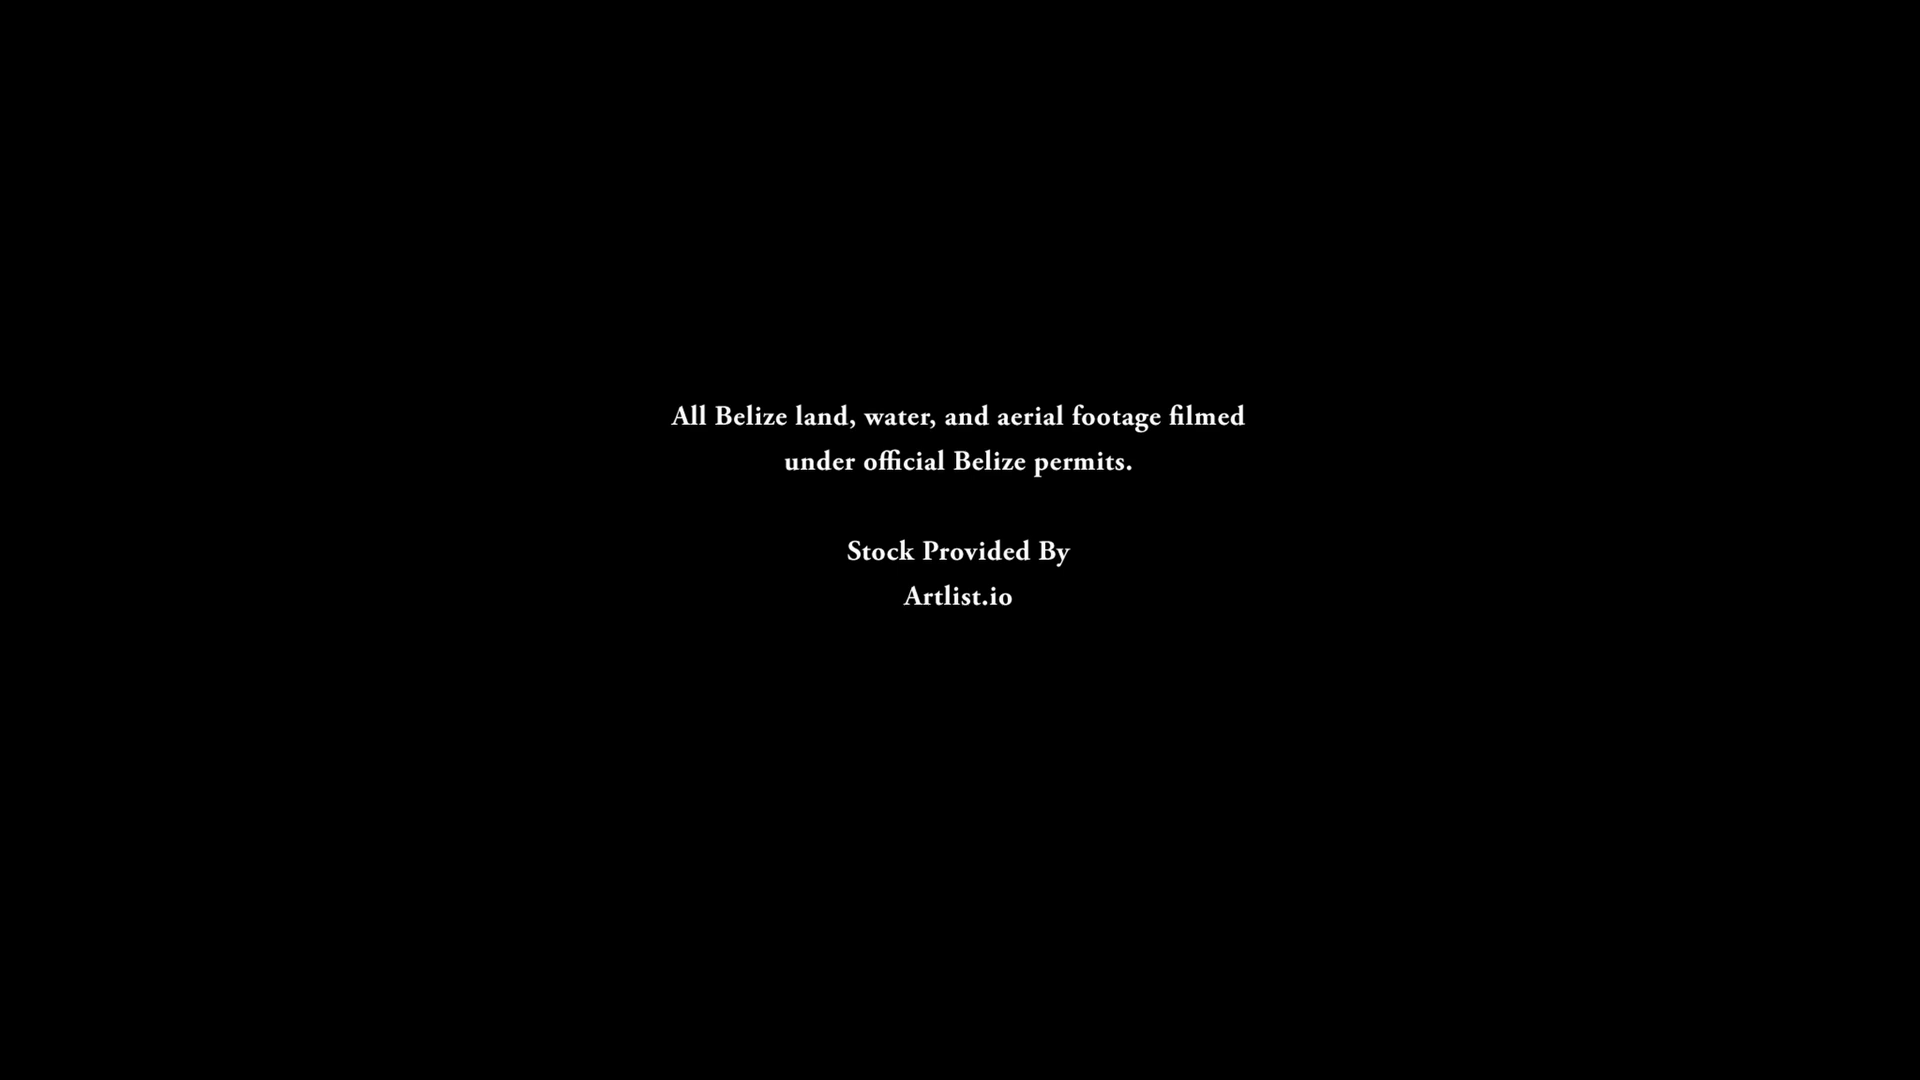 All Belize land, water, and aerial footage filmed
under official Belize permits.
Stock Provided By
Artlist.io